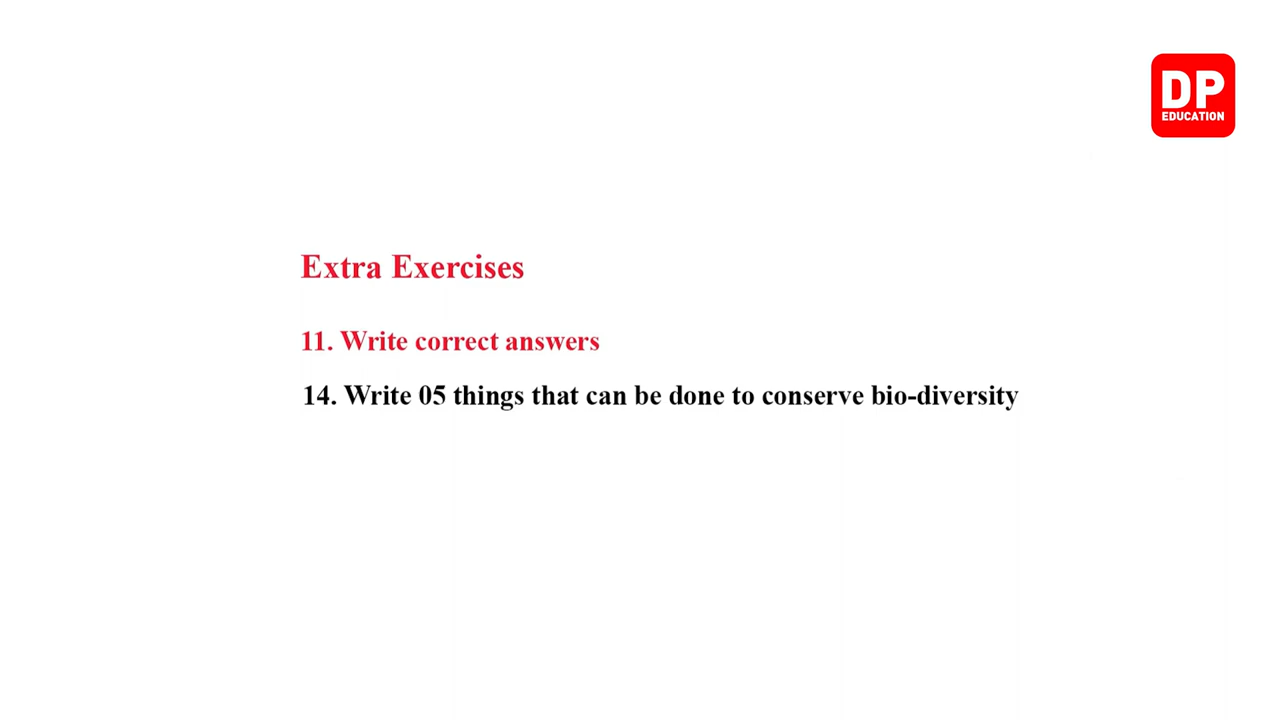 DP
EDUCATION
Extra Exercises
11. Write correct answers
14. Write 05 things that can be done to conserve bio-diversity